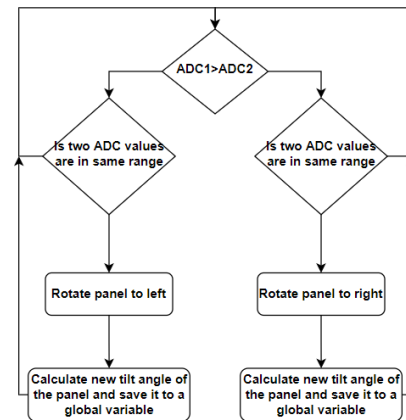 ADC1>ADC2
Is two ADC values
are in same range
Is two ADC values
are in same range
Rotate panel to left
Rotate panel to right
Calculate new tilt angle of
the panel and save it to a
global variable
Calculate new tilt angle of
the panel and save it to a
global variable